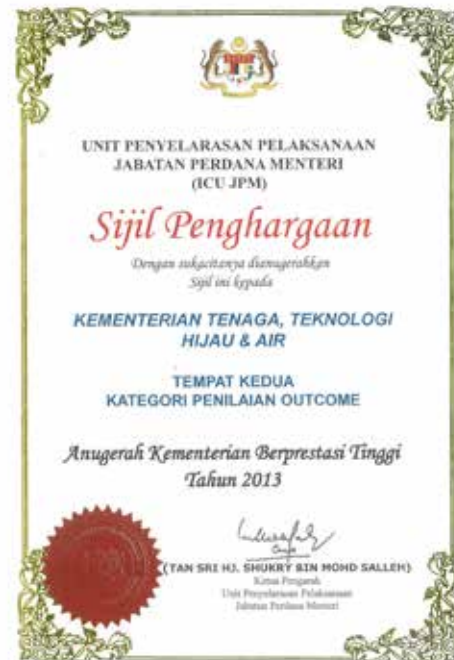 UNIT PENYELARASAN PELAKSANAAN
JABATAN PERDANA MENTERI
(ICU JPM)
Sijil Penghargaan
Dengan sukacitanya dianugerahkan
Sijil ini kepada
KEMENTERIAN TENAGA, TEKNOLOGI
HIJAU & AIR
TEMPAT KEDUA
KATEGORI PENILAIAN OUTCOME
Anugerah Kementerian Berprestasi Tinggi
Tahun 2013
(TAN SRI HJ. SHUKRY BIN MOHD SALLEH)
Ketua Pengarah
Unit Penyelarasan Pelaksanaan
Jabatan Perdana Menteri